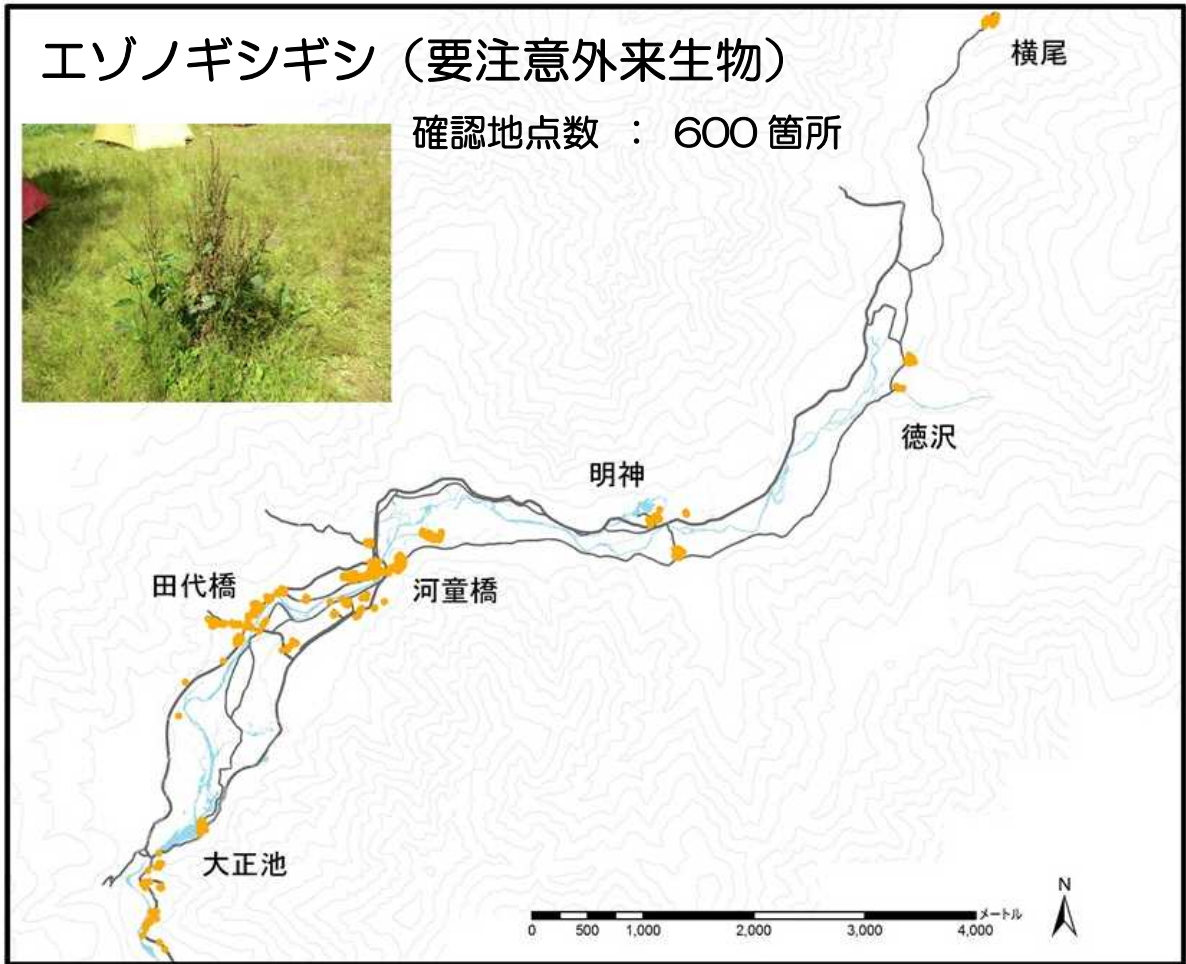 エゾノギシギシ（要注意外来生物）
確認地点数 ： 600 箇所
横尾
徳沢
明神
田代橋
河童橋
大正池
N
メートル
0 500 1,000 2,000 3,000 4,000